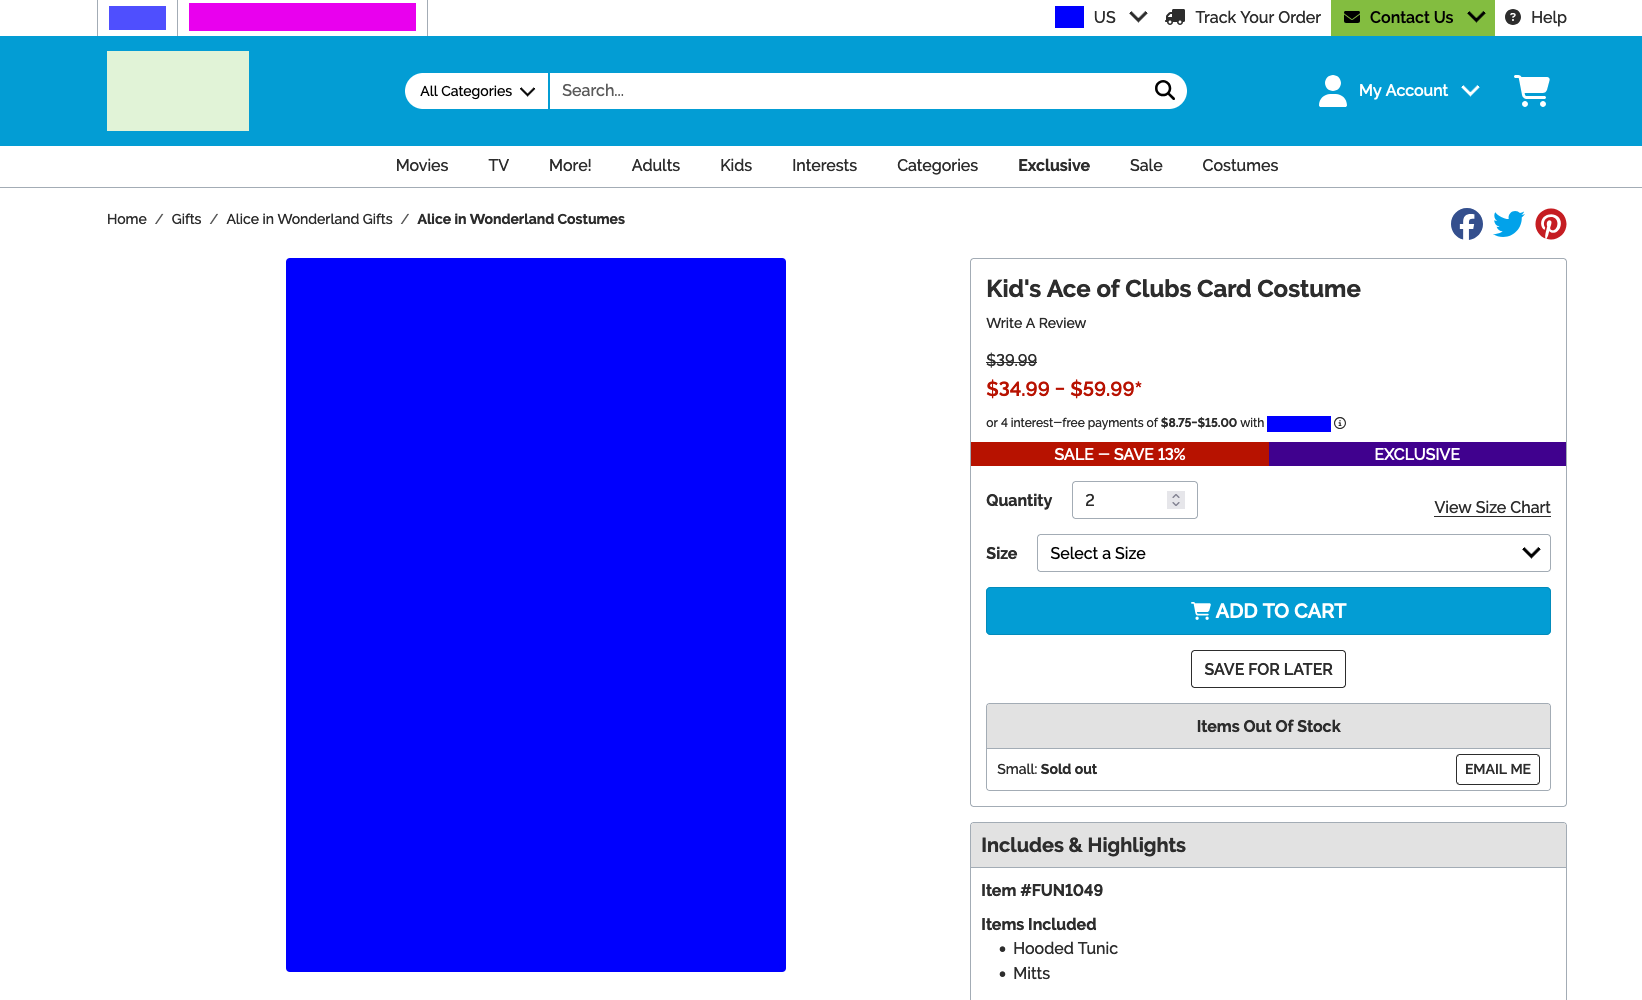 US
Track Your Order
Contact Us
Help
All Categories
Search...
My Account
Movies
TV
More!
Adults
Kids
Interests
Categories
Exclusive
Sale
Costumes
Home / Gifts / Alice in Wonderland Gifts / Alice in Wonderland Costumes
Kid's Ace of Clubs Card Costume
Write A Review
$39.99
$34.99 - $59.99*
or 4 interest-free payments of $8.75-$15.00 with
SALE - SAVE 13%
EXCLUSIVE
Quantity
2
View Size Chart
Size
Select a Size
ADD TO CART
SAVE FOR LATER
Items Out Of Stock
Small: Sold out
EMAIL ME
Includes & Highlights
Item #FUN1049
Items Included
• Hooded Tunic
• Mitts